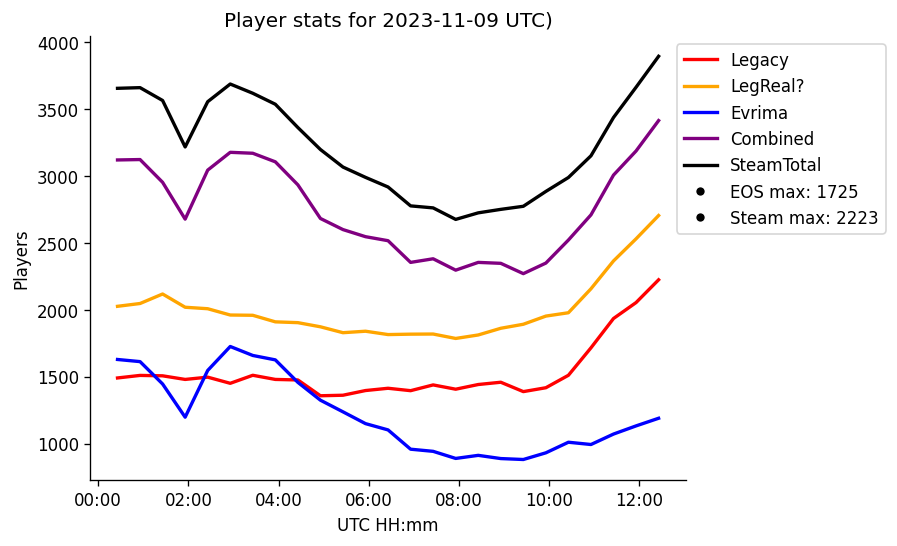 Player stats for 2023-11-09 UTC)
4000
3500
3000
2500
2000
1500
1000
Players
00:00 02:00 04:00 06:00 08:00 10:00 12:00
UTC HH:mm
Legacy
LegReal?
Evrima
Combined
SteamTotal
EOS max: 1725
Steam max: 2223